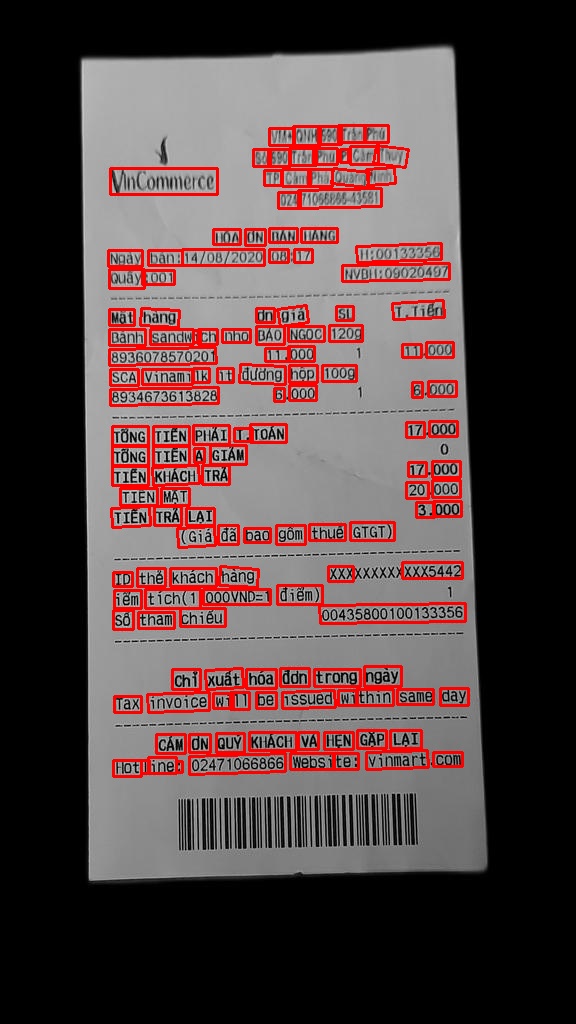 VinCommerce
VM+ QNH 590 Trần Phú
Số 590 Trần Phú P Cẩm Thủy
TP. Cẩm Phả, Quảng Ninh
024 71066866-43581
HÓA ĐƠN BÁN HÀNG
Ngày bán:14/08/2020 08:17 H:00133356
Quầy:001 NVBH:09020497
Mặt hàng Đơn giá SL T.Tiền
Bánh sandwich nho BẢO NGỌC 120g
8936078570201 11.000 1 11.000
SCA Vinamilk ít đường hộp 100g
8934673613828 6.000 1 6.000
TỔNG TIỀN PHẢI T.TOÁN 17.000
TỔNG TIỀN Đà GIẢM 0
TIỀN KHÁCH TRẢ 17.000
TIỀN MẶT 20.000
TIỀN TRẢ LẠI 3.000
(Giá đã bao gồm thuế GTGT)
ID thẻ khách hàng XXXXXXXXXXXX5442
Điểm tích(1.000VND=1 điểm) 1
Số tham chiếu 00435800100133356
Chỉ xuất hóa đơn trong ngày
Tax invoice will be issued within same day
CẢM ƠN QUÝ KHÁCH VÀ HẸN GẶP LẠI
Hotline: 02471066866 Website: vinmart.com